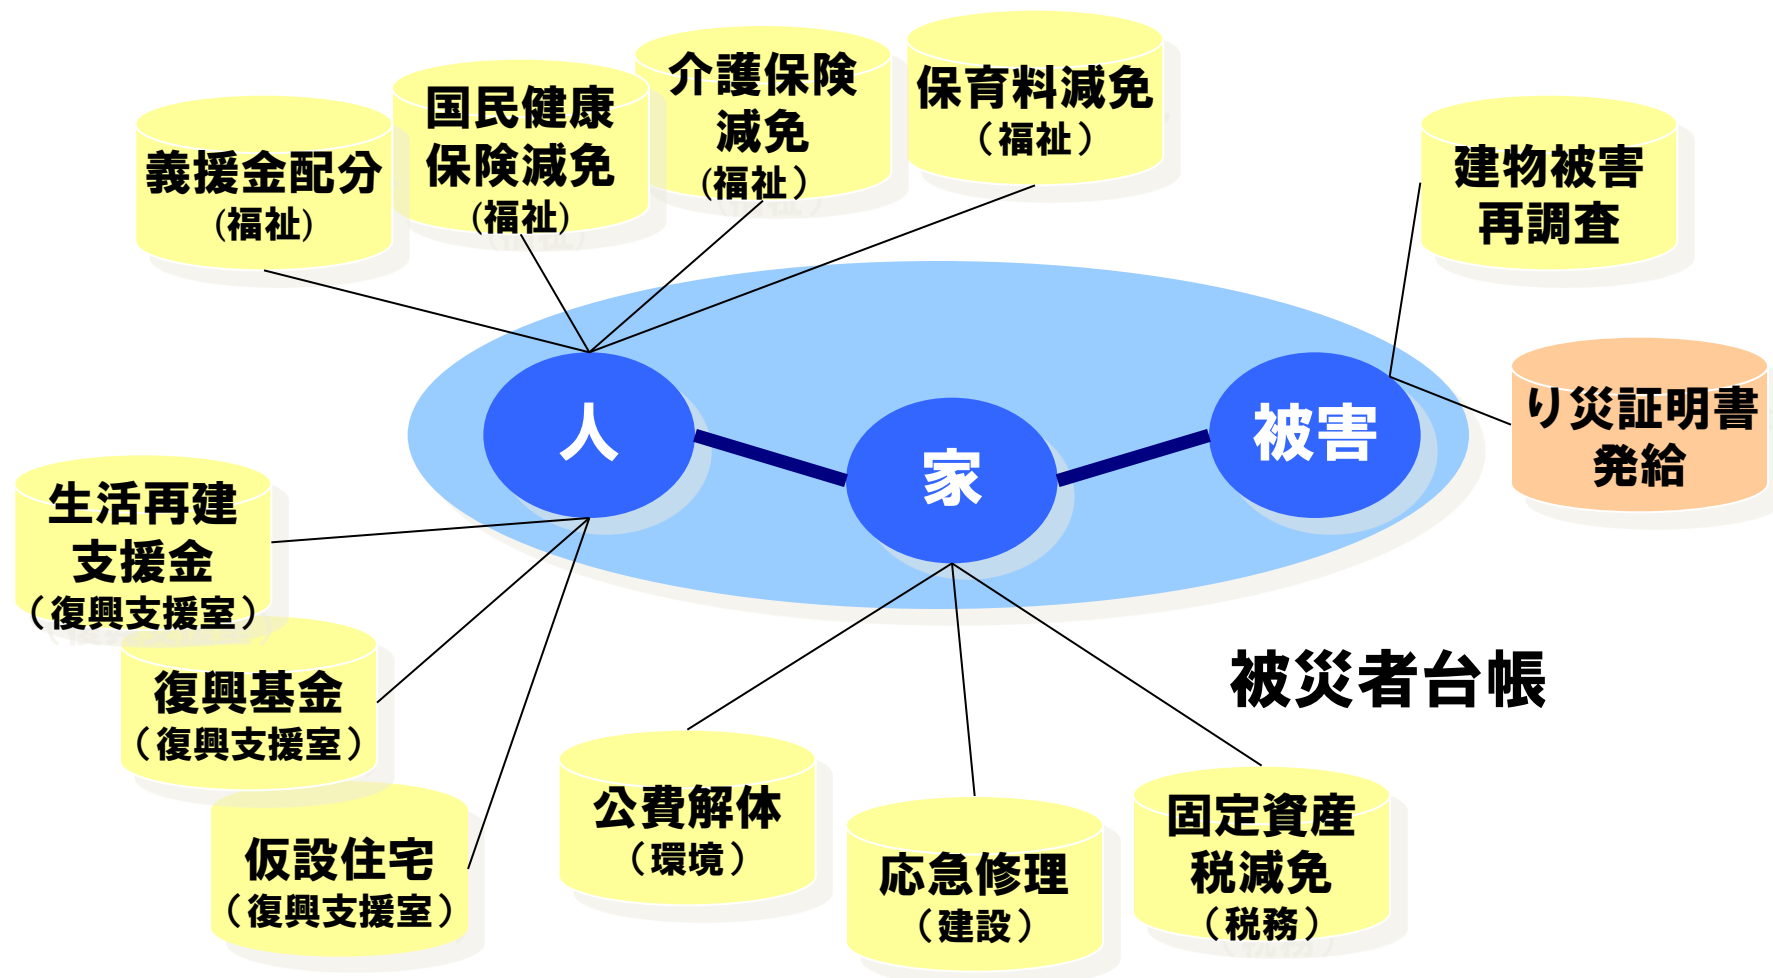 義援金配分
(福祉)
国民健康
保険減免
(福祉)
介護保険
減免
(福祉）
保育料減免
（福祉）
建物被害
再調査
り災証明書
発給
人
家
被害
生活再建
支援金
（復興支援室）
復興基金
（復興支援室）
仮設住宅
（復興支援室）
公費解体
（環境）
応急修理
（建設）
固定資産
税減免
（税務）
被災者台帳